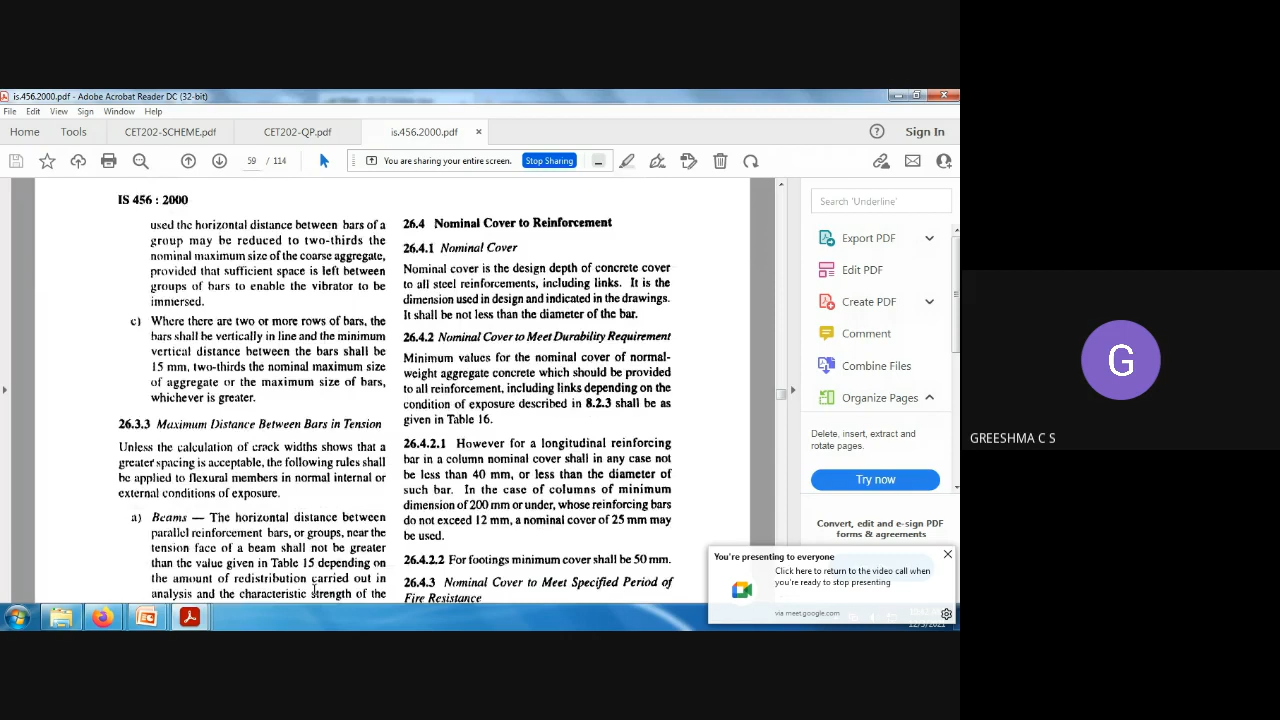 is.456.2000.pdf - Adobe Acrobat Reader DC (32-bit)
File Edit View Sign Window Help
Home Tools CET202-SCHEME.pdf CET202-QP.pdf is.456.2000.pdf × ? Sign In
59 / 114
You are sharing your entire screen. Stop Sharing
IS 456 : 2000
used the horizontal distance between bars of a
group may be reduced to two-thirds the
nominal maximum size of the coarse aggregate,
provided that sufficient space is left between
groups of bars to enable the vibrator to be
immersed.
c) Where there are two or more rows of bars, the
bars shall be vertically in line and the minimum
vertical distance between the bars shall be
15 mm, two-thirds the nominal maximum size
of aggregate or the maximum size of bars,
whichever is greater.
26.3.3 Maximum Distance Between Bars in Tension
Unless the calculation of crack widths shows that a
greater spacing is acceptable, the following rules shall
be applied to flexural members in normal internal or
external conditions of exposure.
a) Beams — The horizontal distance between
parallel reinforcement bars, or groups, near the
tension face of a beam shall not be greater
than the value given in Table 15 depending on
the amount of redistribution carried out in
analysis and the characteristic strength of the
26.4 Nominal Cover to Reinforcement
26.4.1 Nominal Cover
Nominal cover is the design depth of concrete cover
to all steel reinforcements, including links. It is the
dimension used in design and indicated in the drawings.
It shall be not less than the diameter of the bar.
26.4.2 Nominal Cover to Meet Durability Requirement
Minimum values for the nominal cover of normal-
weight aggregate concrete which should be provided
to all reinforcement, including links depending on the
condition of exposure described in 8.2.3 shall be as
given in Table 16.
26.4.2.1 However for a longitudinal reinforcing
bar in a column nominal cover shall in any case not
be less than 40 mm, or less than the diameter of
such bar. In the case of columns of minimum
dimension of 200 mm or under, whose reinforcing bars
do not exceed 12 mm, a nominal cover of 25 mm may
be used.
26.4.2.2 For footings minimum cover shall be 50 mm.
26.4.3 Nominal Cover to Meet Specified Period of
Fire Resistance
Search 'Underline'
Export PDF
Edit PDF
Create PDF
Comment
Combine Files
Organize Pages
Delete, insert, extract and
rotate pages.
Try now
Convert, edit and e-sign PDF
forms & agreements
You're presenting to everyone
Click here to return to the video call when
you're ready to stop presenting
via meet.google.com
G
GREESHMA C S